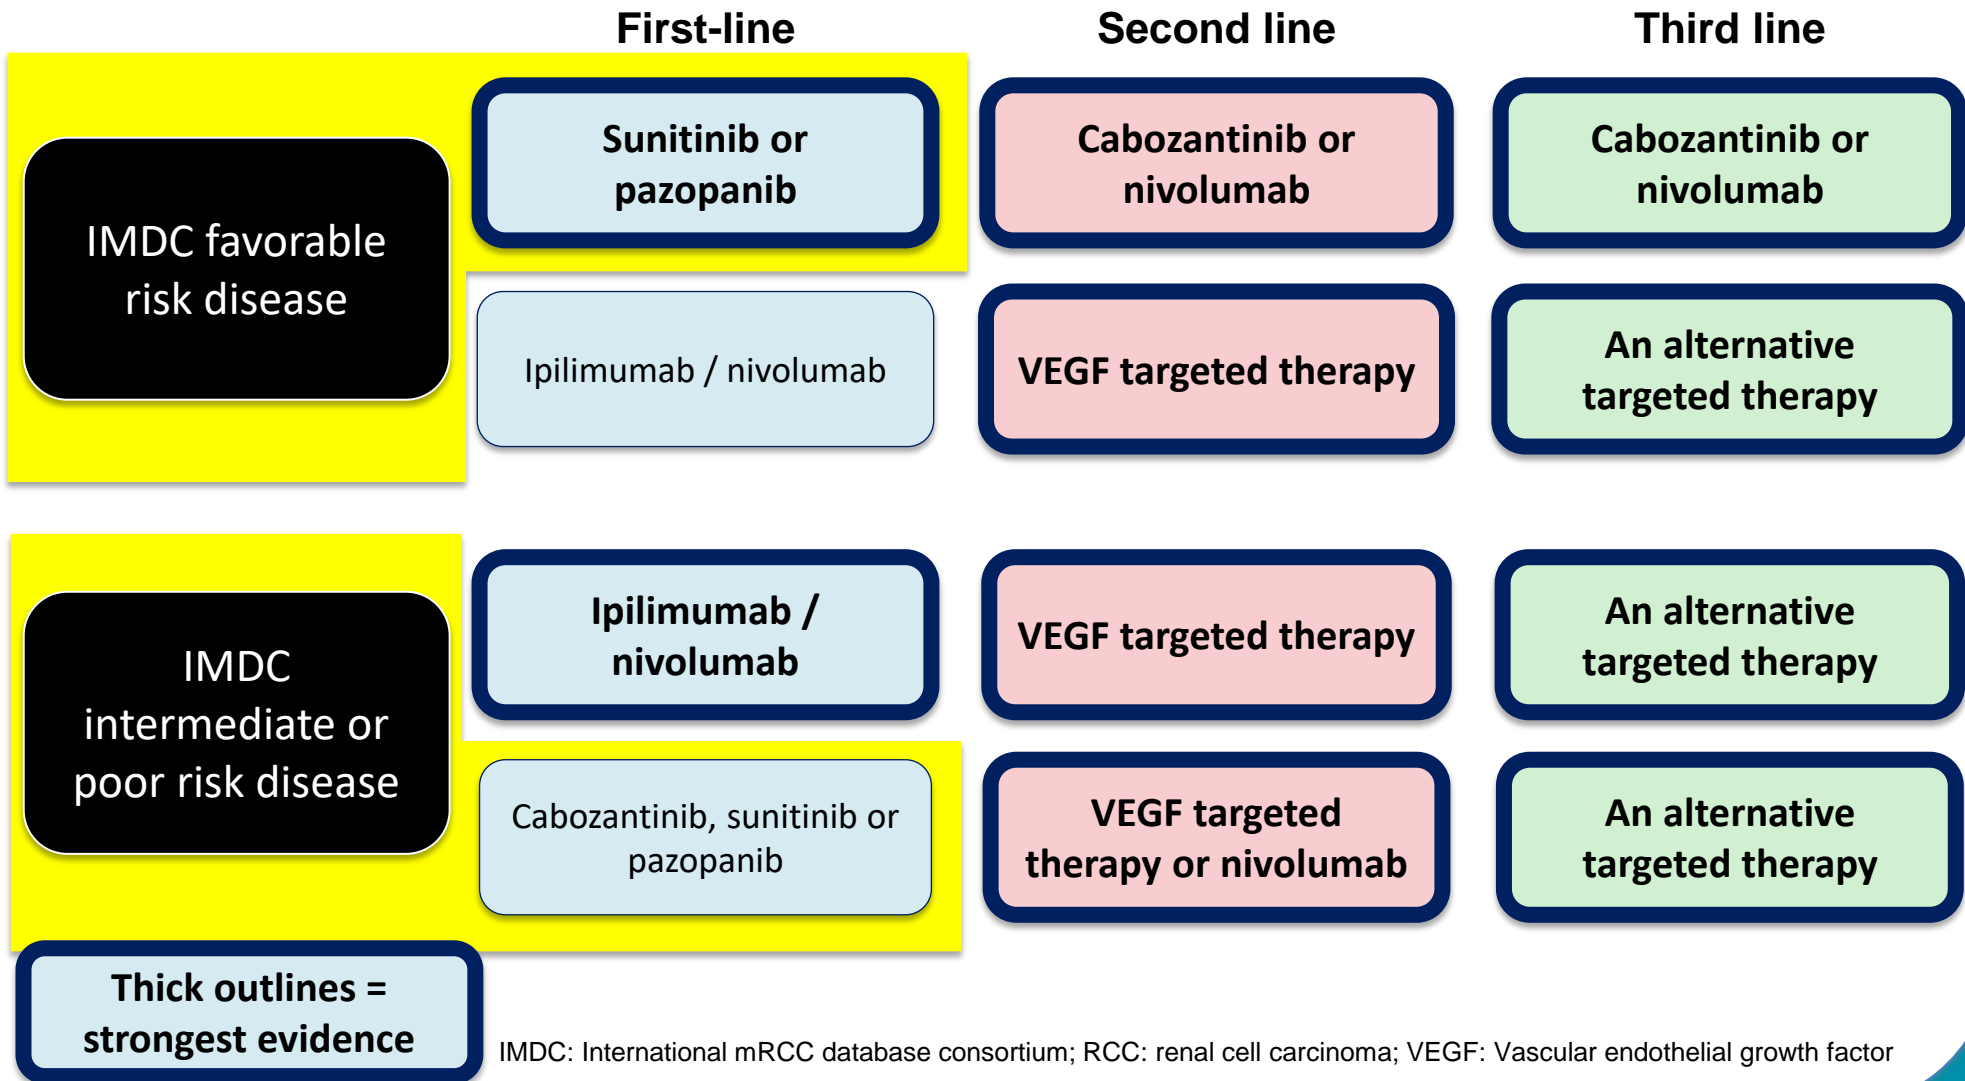 First-line
Second line
Third line
IMDC favorable
risk disease
Sunitinib or
pazopanib
Cabozantinib or
nivolumab
Cabozantinib or
nivolumab
Ipilimumab / nivolumab
VEGF targeted therapy
An alternative
targeted therapy
IMDC
intermediate or
poor risk disease
Ipilimumab /
nivolumab
VEGF targeted therapy
An alternative
targeted therapy
Cabozantinib, sunitinib or
pazopanib
VEGF targeted
therapy or nivolumab
An alternative
targeted therapy
Thick outlines =
strongest evidence
IMDC: International mRCC database consortium; RCC: renal cell carcinoma; VEGF: Vascular endothelial growth factor